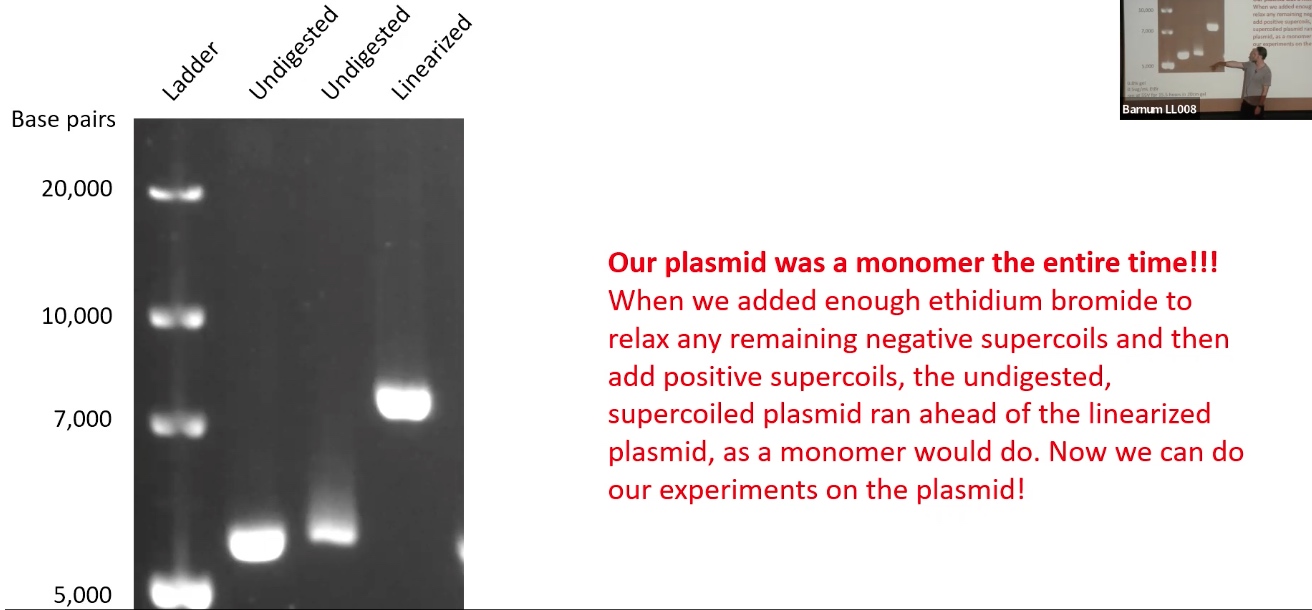 Ladder
Undigested
Undigested
Linearized
Base pairs
20,000
10,000
7,000
5,000
Our plasmid was a monomer the entire time!!!
When we added enough ethidium bromide to
relax any remaining negative supercoils and then
add positive supercoils, the undigested,
supercoiled plasmid ran ahead of the linearized
plasmid, as a monomer would do. Now we can do
our experiments on the plasmid!
Barnum LL008